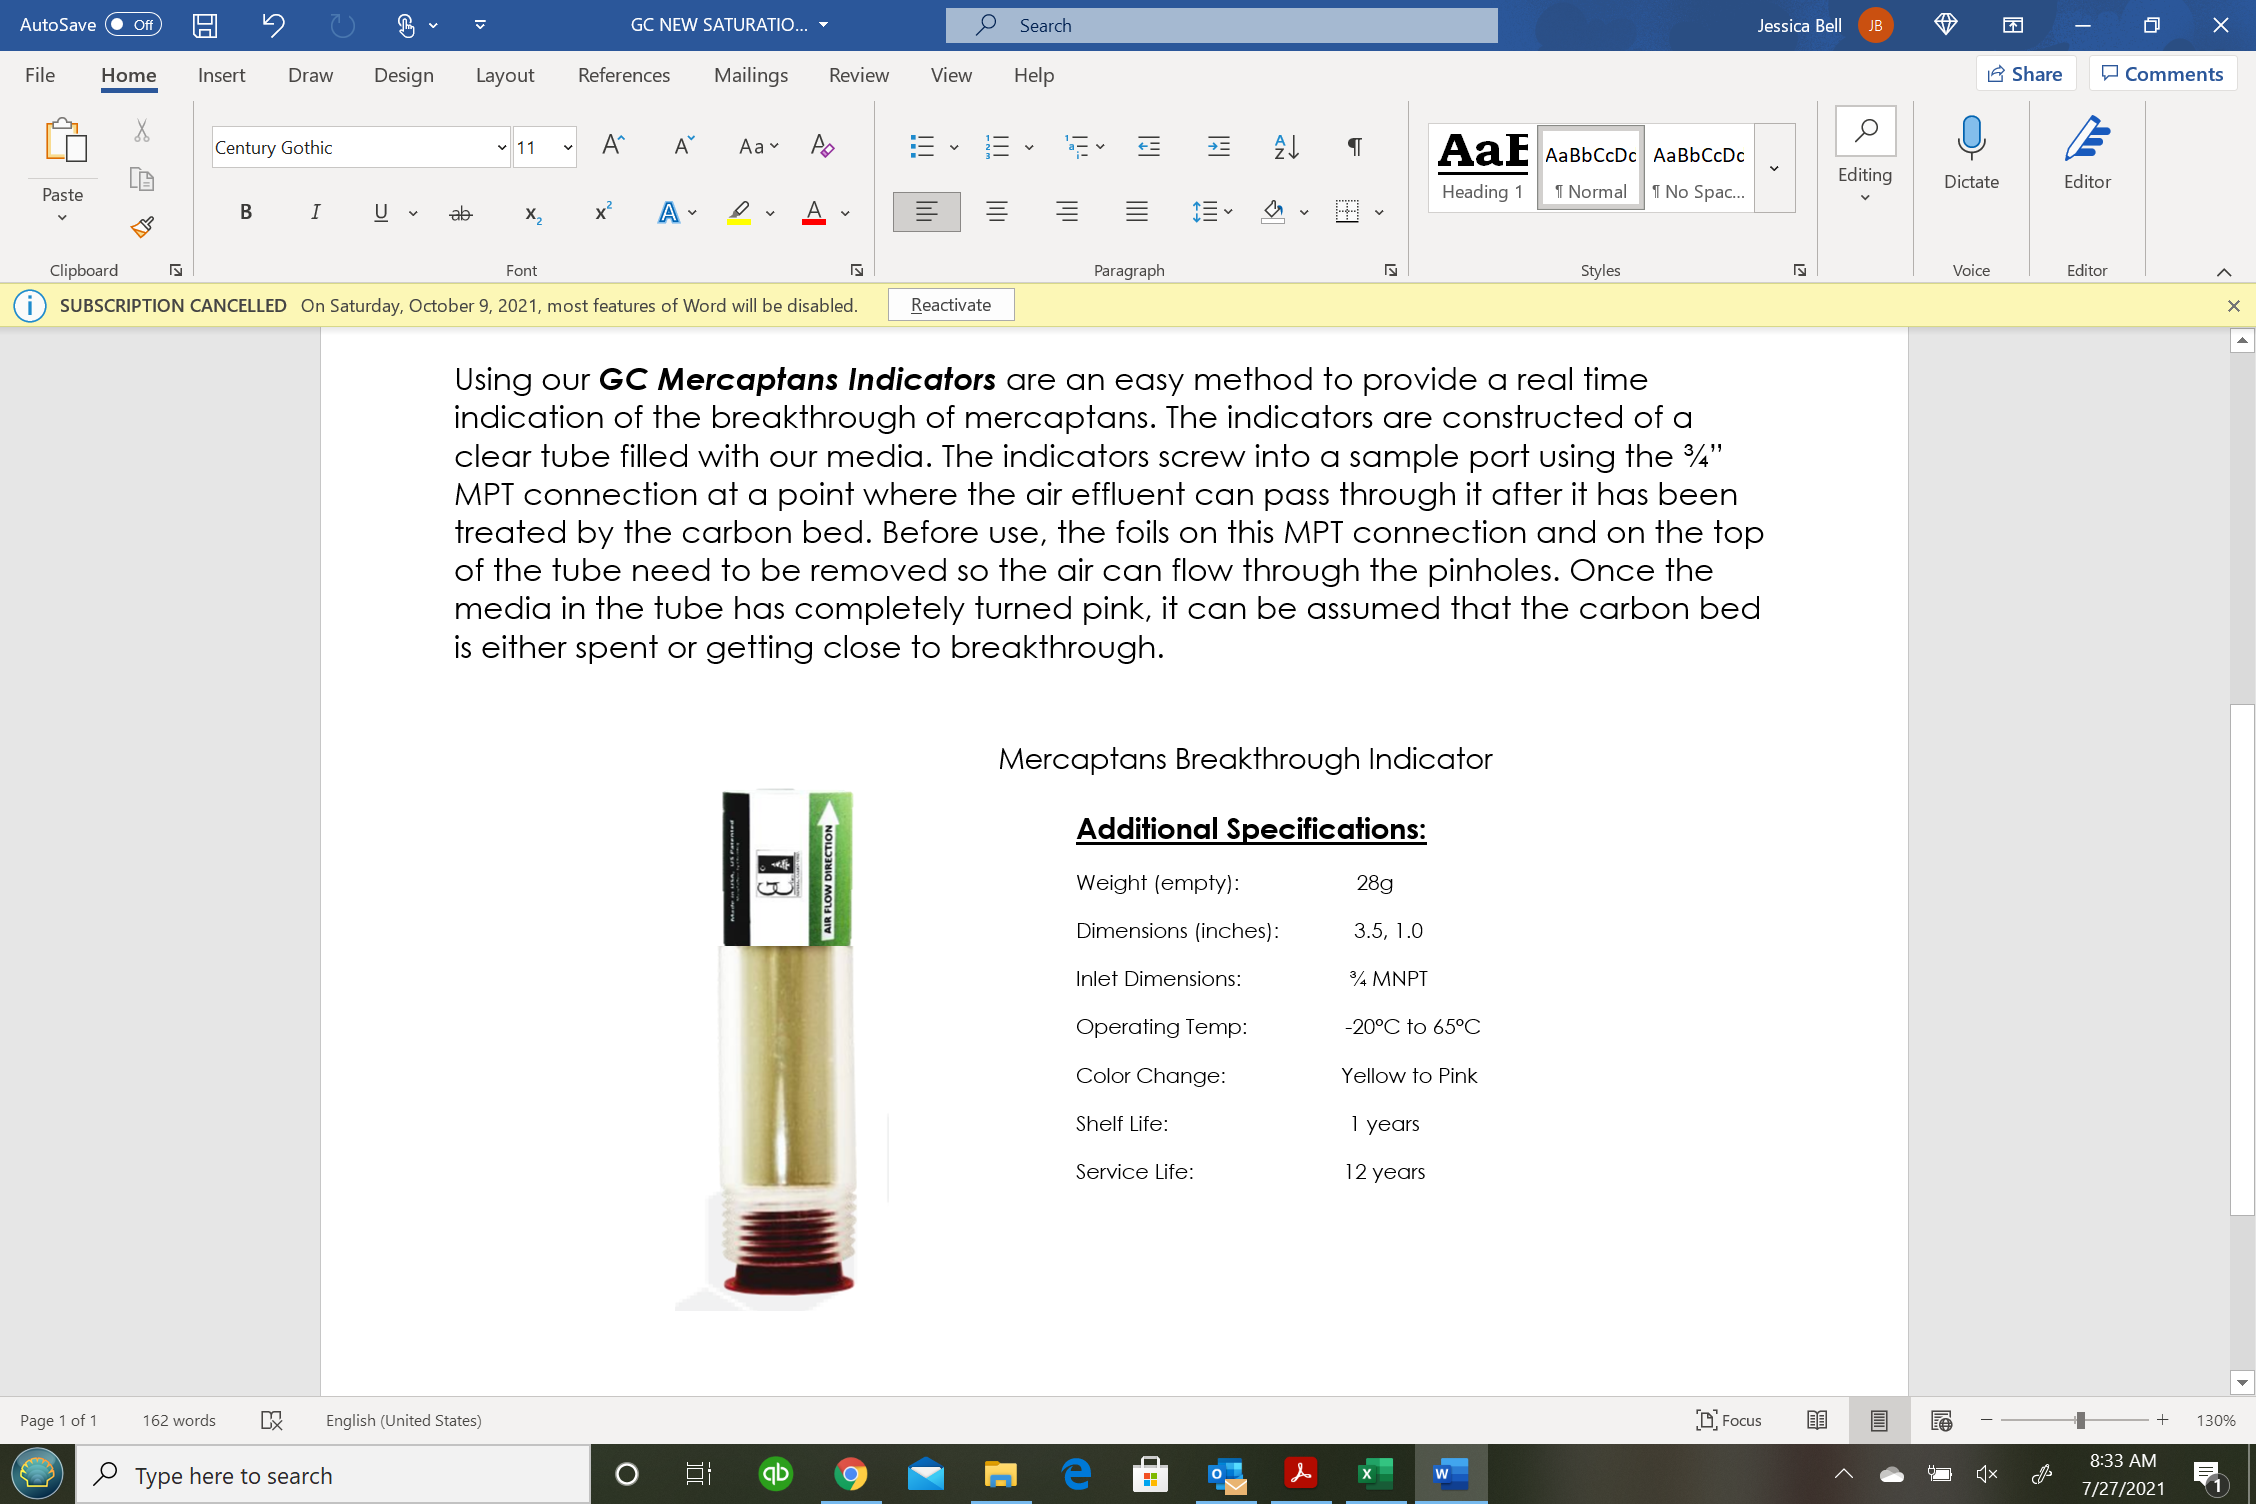 AutoSave Off
GC NEW SATURATIO...
Search
Jessica Bell JB
File Home Insert Draw Design Layout References Mailings Review View Help
Share Comments
Paste
Clipboard
Century Gothic 11
Aa
B I U ab x2 x2 A A
Font
Paragraph
AaB AaBbCcDc AaBbCcDc
Heading 1 ¶ Normal ¶ No Spac...
Styles
Editing
Dictate
Voice
Editor
Editor
SUBSCRIPTION CANCELLED On Saturday, October 9, 2021, most features of Word will be disabled. Reactivate
Using our GC Mercaptans Indicators are an easy method to provide a real time
indication of the breakthrough of mercaptans. The indicators are constructed of a
clear tube filled with our media. The indicators screw into a sample port using the ¾”
MPT connection at a point where the air effluent can pass through it after it has been
treated by the carbon bed. Before use, the foils on this MPT connection and on the top
of the tube need to be removed so the air can flow through the pinholes. Once the
media in the tube has completely turned pink, it can be assumed that the carbon bed
is either spent or getting close to breakthrough.
Mercaptans Breakthrough Indicator
Made in USA, US Patented
GC
AIR FLOW DIRECTION
Additional Specifications:
Weight (empty): 28g
Dimensions (inches): 3.5, 1.0
Inlet Dimensions: ¾ MNPT
Operating Temp: -20°C to 65°C
Color Change: Yellow to Pink
Shelf Life: 1 years
Service Life: 12 years
Page 1 of 1 162 words English (United States)
Focus
130%
Type here to search
8:33 AM
7/27/2021
1